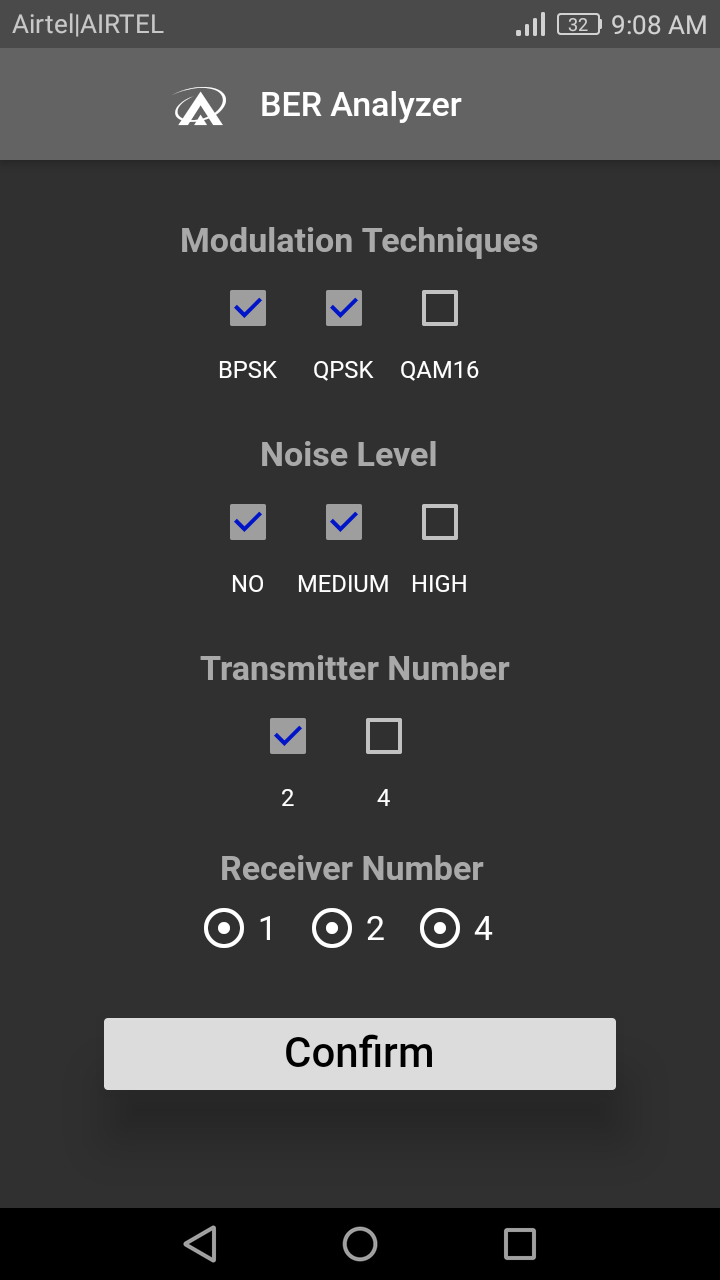 Airtel|AIRTEL 32 9:08 AM
BER Analyzer
Modulation Techniques
BPSK QPSK QAM16
Noise Level
NO MEDIUM HIGH
Transmitter Number
2 4
Receiver Number
1 2 4
Confirm